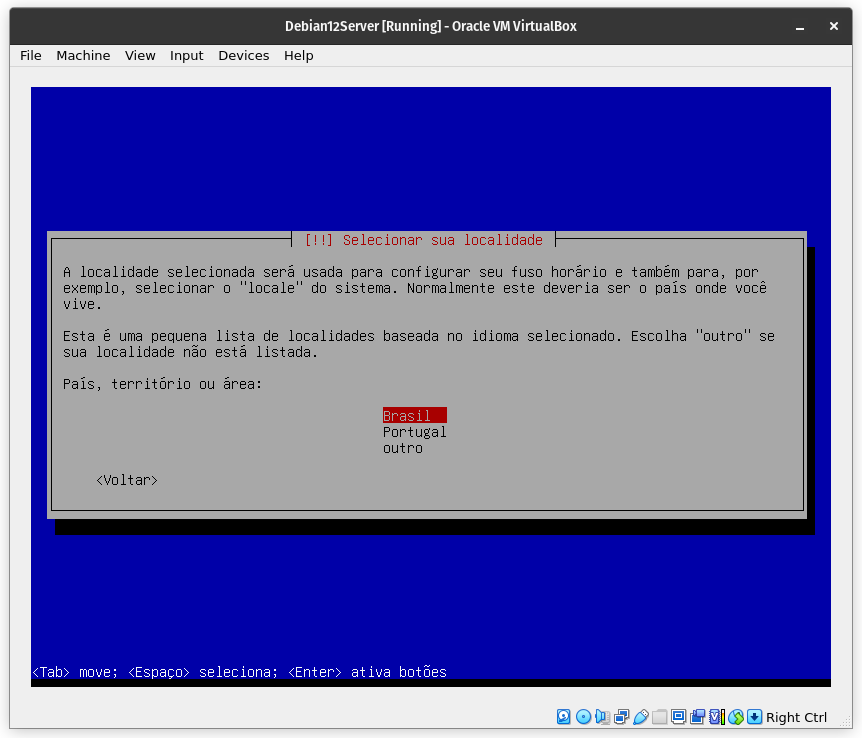 Debian12Server [Running] - Oracle VM VirtualBox
File Machine View Input Devices Help
[!!] Selecionar sua localidade
A localidade selecionada será usada para configurar seu fuso horário e também para, por
exemplo, selecionar o "locale" do sistema. Normalmente este deveria ser o país onde você
vive.
Esta é uma pequena lista de localidades baseada no idioma selecionado. Escolha "outro" se
sua localidade não está listada.
País, território ou área:
Brasil
Portugal
outro
<Voltar>
<Tab> move; <Espaço> seleciona; <Enter> ativa botões
Right Ctrl